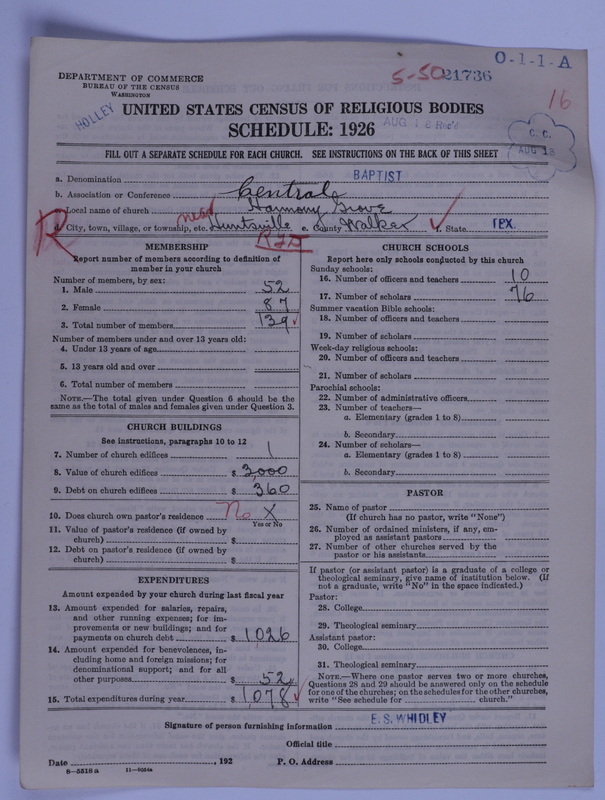 O-1-1-A
DEPARTMENT OF COMMERCE
BUREAU OF THE CENSUS
WASHINGTON
5-50 21736
16
HOLLEY
UNITED STATES CENSUS OF RELIGIOUS BODIES
AUG 18 Rec'd
SCHEDULE: 1926
C. C.
AUG 18
FILL OUT A SEPARATE SCHEDULE FOR EACH CHURCH. SEE INSTRUCTIONS ON THE BACK OF THIS SHEET
a. Denomination BAPTIST
b. Association or Conference Central
c. Local name of church Harmony Grove
R d. City, town, village, or township, etc. near Huntsville e. County Walker f. State TEX.
RFD
MEMBERSHIP
Report number of members according to definition of
member in your church
Number of members, by sex:
1. Male 52
2. Female 87
3. Total number of members 139
Number of members under and over 13 years old:
4. Under 13 years of age
5. 13 years old and over
6. Total number of members
NOTE.—The total given under Question 6 should be the
same as the total of males and females given under Question 3.
CHURCH BUILDINGS
See instructions, paragraphs 10 to 12
7. Number of church edifices 1
8. Value of church edifices $ 3000
9. Debt on church edifices $ 360
10. Does church own pastor's residence No X
Yes or No
11. Value of pastor's residence (if owned by
church) $
12. Debt on pastor's residence (if owned by
church) $
EXPENDITURES
Amount expended by your church during last fiscal year
13. Amount expended for salaries, repairs,
and other running expenses; for im-
provements or new buildings; and for
payments on church debt $ 1026
14. Amount expended for benevolences, in-
cluding home and foreign missions; for
denominational support; and for all
other purposes $ 52
15. Total expenditures during year $ 1078
CHURCH SCHOOLS
Report here only schools conducted by this church
Sunday schools:
16. Number of officers and teachers 10
17. Number of scholars 76
Summer vacation Bible schools:
18. Number of officers and teachers
19. Number of scholars
Week-day religious schools:
20. Number of officers and teachers
21. Number of scholars
Parochial schools:
22. Number of administrative officers
23. Number of teachers—
a. Elementary (grades 1 to 8)
b. Secondary
24. Number of scholars—
a. Elementary (grades 1 to 8)
b. Secondary
PASTOR
25. Name of pastor
(If church has no pastor, write "None")
26. Number of ordained ministers, if any, em-
ployed as assistant pastors
27. Number of other churches served by the
pastor or his assistants
If pastor (or assistant pastor) is a graduate of a college or
theological seminary, give name of institution below. (If
not a graduate, write "No" in the space indicated.)
Pastor:
28. College
29. Theological seminary
Assistant pastor:
30. College
31. Theological seminary
NOTE.—Where one pastor serves two or more churches,
Questions 28 and 29 should be answered only on the schedule
for one of the churches; on the schedules for the other churches,
write "See schedule for church."
Signature of person furnishing information E. S. WHIDLEY
Official title
Date , 192 P. O. Address
8-5518a 11-9034a